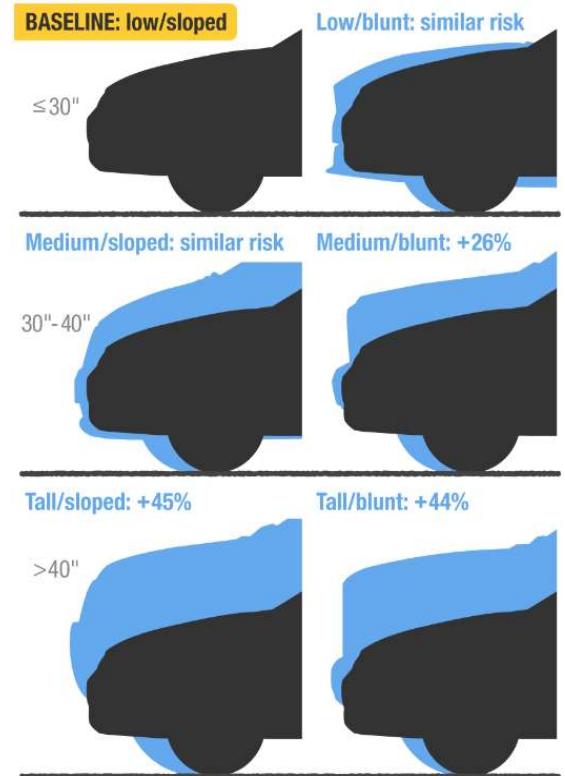 BASELINE: low/sloped
Low/blunt: similar risk
≤30"
Medium/sloped: similar risk
Medium/blunt: +26%
30"-40"
Tall/sloped: +45%
Tall/blunt: +44%
>40"